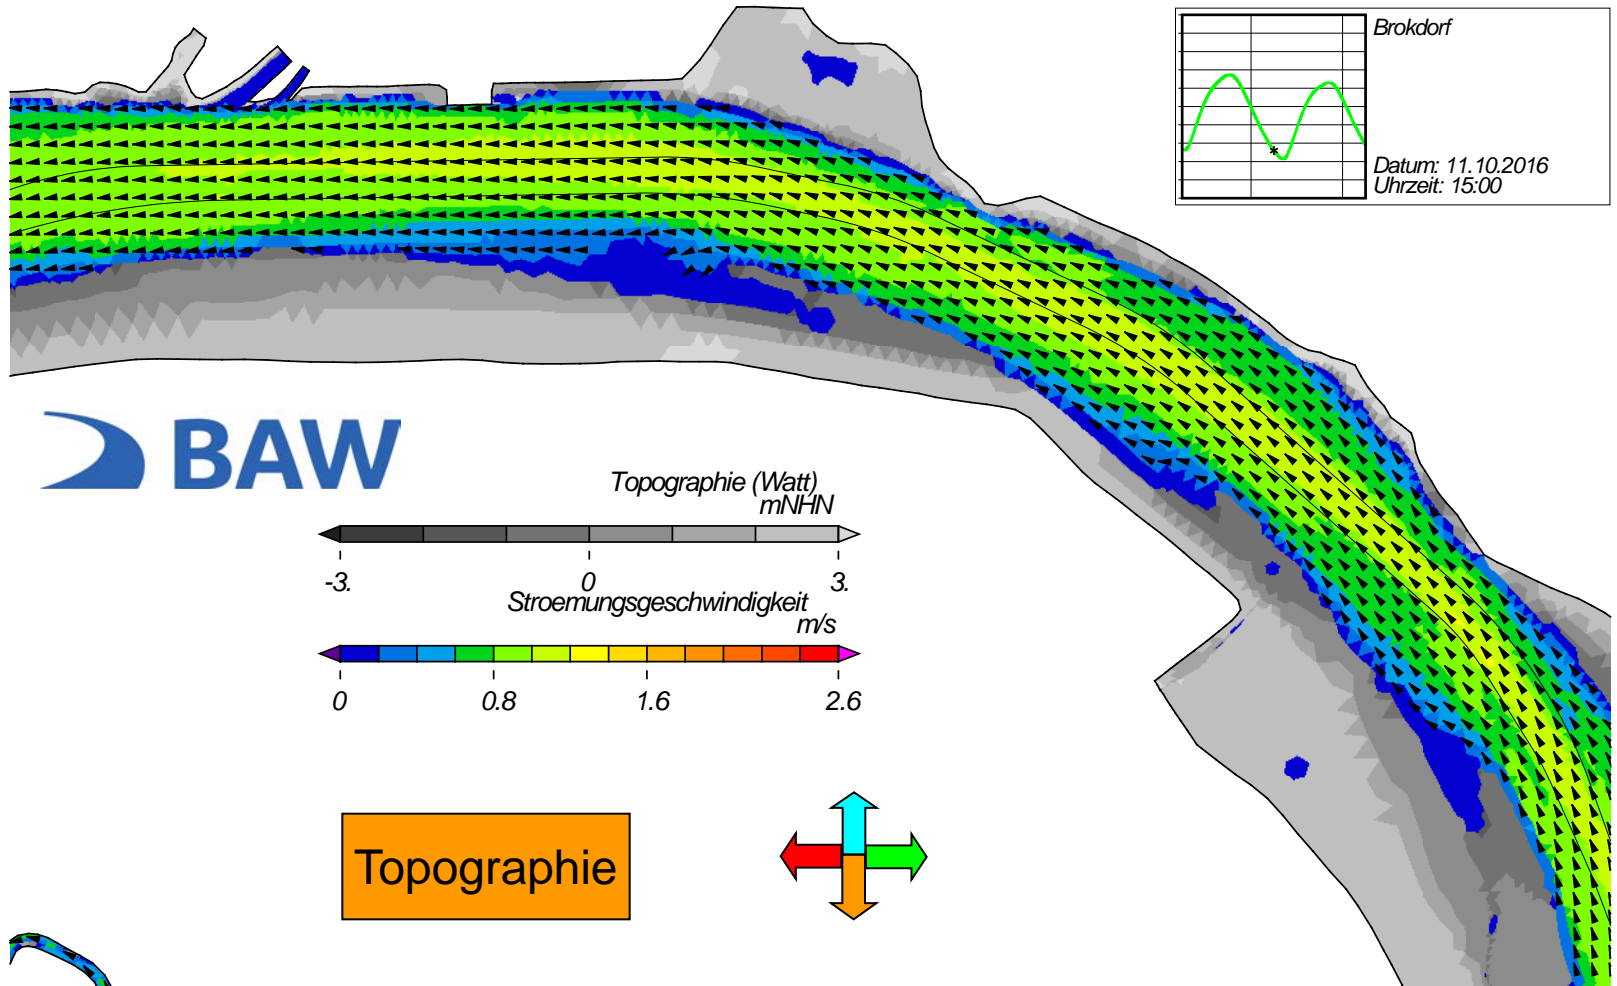 Brokdorf
Datum: 11.10.2016
Uhrzeit: 15:00
BAW
Topographie (Watt)
mNHN
-3. 0 3.
Stroemungsgeschwindigkeit
m/s
0 0.8 1.6 2.6
Topographie